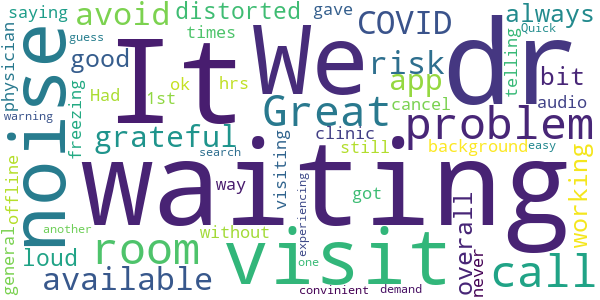 saying
avoid
distorted
gave
COVID
always
physician
noise
good
times
It
We
dr
risk
telling
Quick
guess
Had
ok
hrs
app
bit
freezing
1st
Great
cancel
audio
warning
grateful
clinic
problem
still
background
easy
search
visiting
waiting
working
offline
way
got
room
without
visit
experiencing
overall
never
call
general
another
loud
available
one
convinient
demand